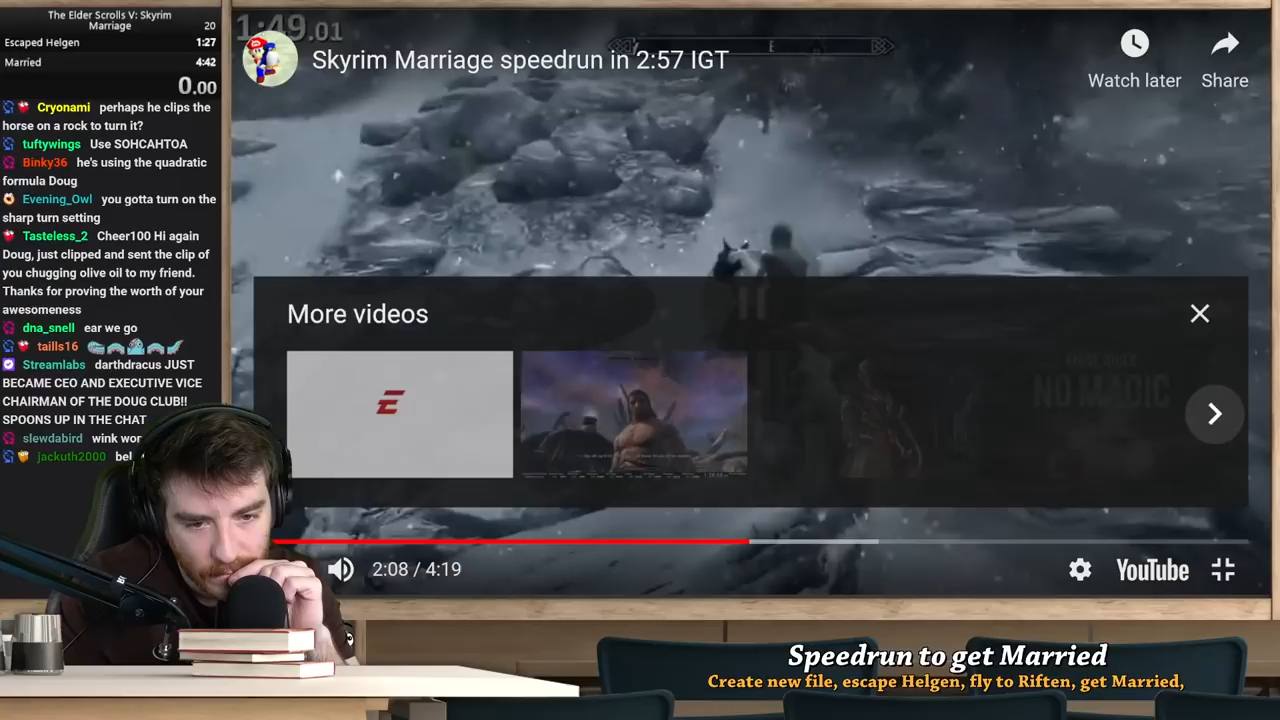 The Elder Scrolls V: Skyrim
Marriage
20
Escaped Helgen 1:27
Married 4:42
0.00
Cryonami perhaps he clips the
horse on a rock to turn it?
tuftywings Use SOHCAHTOA
Binky36 he's using the quadratic
formula Doug
Evening_Owl you gotta turn on the
sharp turn setting
Tasteless_2 Cheer100 Hi again
Doug, just clipped and sent the clip of
you chugging olive oil to my friend.
Thanks for proving the worth of your
awesomeness
dna_snell ear we go
taills16
Streamlabs darthdracus JUST
BECAME CEO AND EXECUTIVE VICE
CHAIRMAN OF THE DOUG CLUB!!
SPOONS UP IN THE CHAT
slewdabird wink wor
jackuth2000 bel
1:49.01
E
Skyrim Marriage speedrun in 2:57 IGT
Watch later
Share
More videos
E
NO MAGIC
2:08 / 4:19
YouTube
Speedrun to get Married
Create new file, escape Helgen, fly to Riften, get Married,